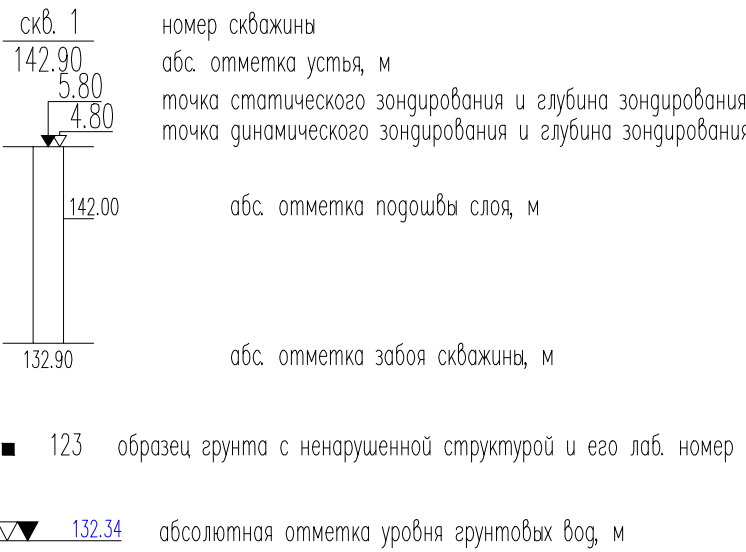 скв. 1 номер скважины
142.90 абс. отметка устья, м
5.80 точка статического зондирования и глубина зондирования
4.80 точка динамического зондирования и глубина зондирования
142.00 абс. отметка подошвы слоя, м
132.90 абс. отметка забоя скважины, м
123 образец грунта с ненарушенной структурой и его лаб. номер
132.34 абсолютная отметка уровня грунтовых вод, м